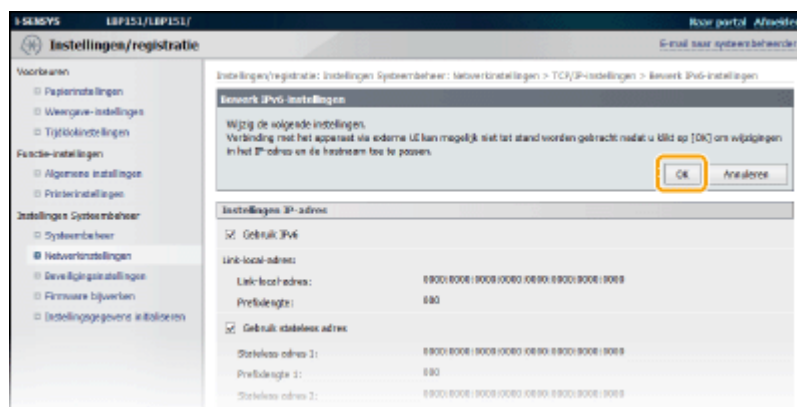 i-SENSYS LBP151/LBP151/
Naar portal Afmelden
Instellingen/registratie
E-mail naar systeembeheerder
Voorkeuren
Papierinstellingen
Weergave-instellingen
Tijdklokinstellingen
Functie-instellingen
Algemene instellingen
Printerinstellingen
Instellingen Systeembeheer
Systeembeheer
Netwerkinstellingen
Beveiligingsinstellingen
Firmware bijwerken
Instellingsgegevens initialiseren
Instellingen/registratie: Instellingen Systeembeheer: Netwerkinstellingen > TCP/IP-instellingen > Bewerk IPv6-instellingen
Bewerk IPv6-instellingen
Wijzig de volgende instellingen.
Verbinding met het apparaat via externe UI kan mogelijk niet tot stand worden gebracht nadat u klikt op [OK] om wijzigingen
in het IP-adres en de hostnaam toe te passen.
OK Annuleren
Instellingen IP-adres
Gebruik IPv6
Link-local-adres:
Link-local-adres: 0000:0000:0000:0000:0000:0000:0000:0000
Prefixlengte: 000
Gebruik stateless adres
Stateless adres 1: 0000:0000:0000:0000:0000:0000:0000:0000
Prefixlengte 1: 000
Stateless adres 2: 0000:0000:0000:0000:0000:0000:0000:0000